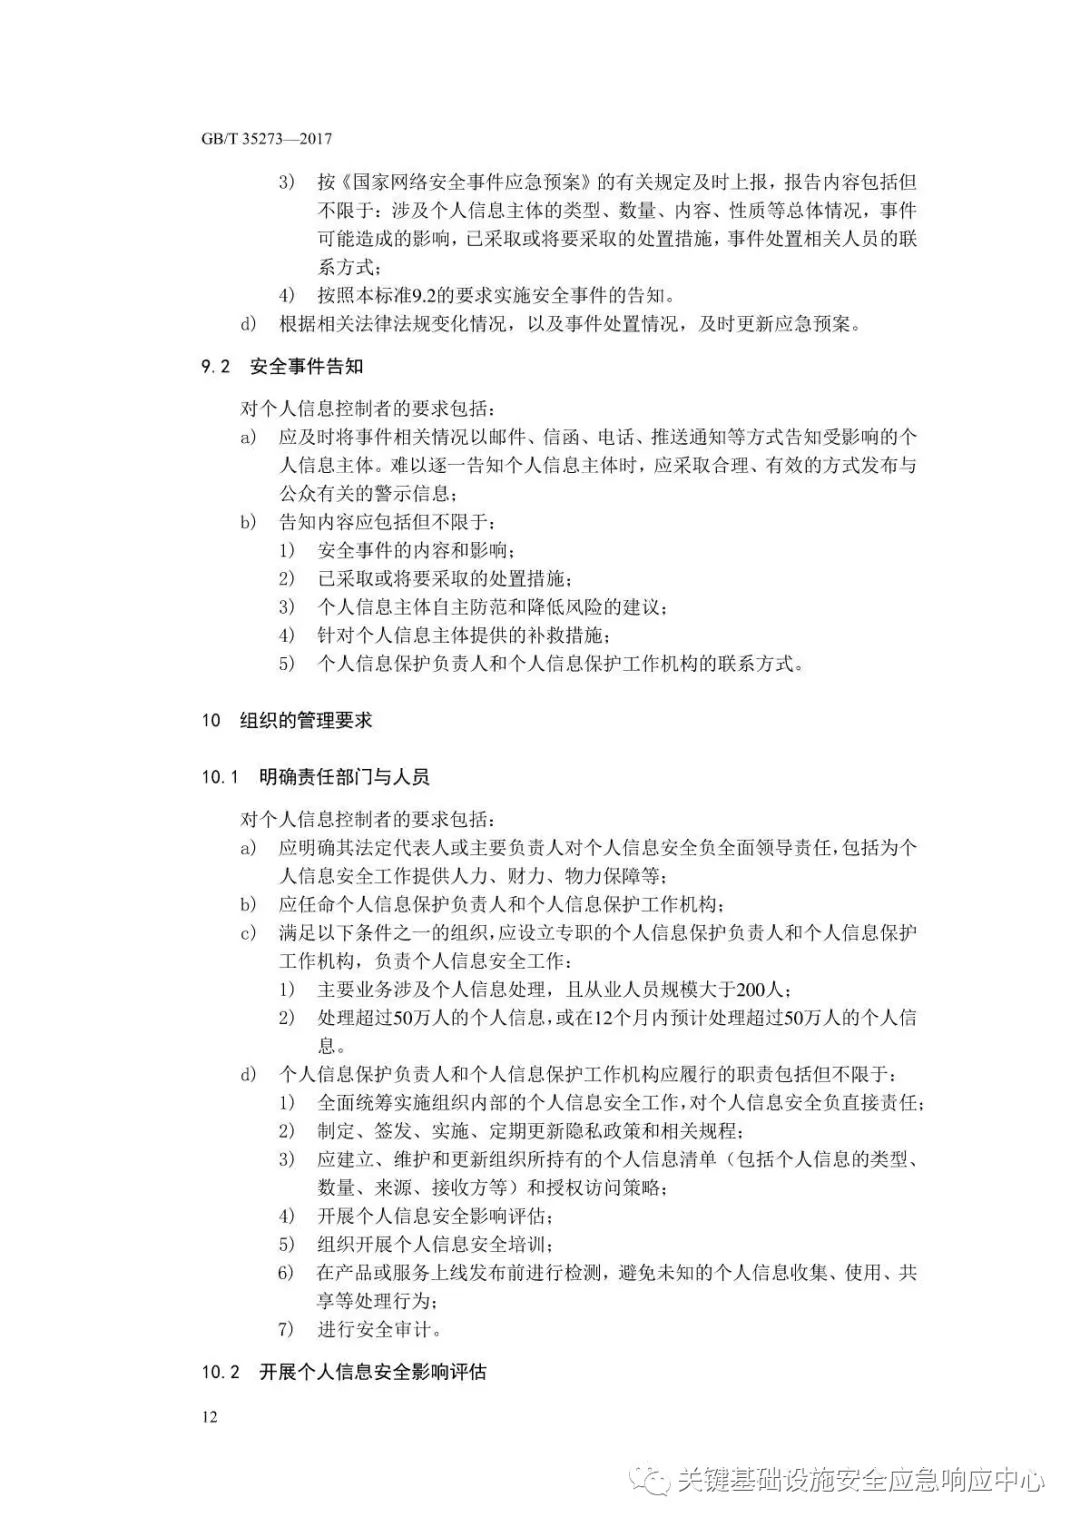 GB/T 35273—2017
3) 按《国家网络安全事件应急预案》的有关规定及时上报，报告内容包括但
不限于：涉及个人信息主体的类型、数量、内容、性质等总体情况，事件
可能造成的影响，已采取或将要采取的处置措施，事件处置相关人员的联
系方式；
4) 按照本标准9.2的要求实施安全事件的告知。
d) 根据相关法律法规变化情况，以及事件处置情况，及时更新应急预案。
9.2 安全事件告知
对个人信息控制者的要求包括：
a) 应及时将事件相关情况以邮件、信函、电话、推送通知等方式告知受影响的个
人信息主体。难以逐一告知个人信息主体时，应采取合理、有效的方式发布与
公众有关的警示信息；
b) 告知内容应包括但不限于：
1) 安全事件的内容和影响；
2) 已采取或将要采取的处置措施；
3) 个人信息主体自主防范和降低风险的建议；
4) 针对个人信息主体提供的补救措施；
5) 个人信息保护负责人和个人信息保护工作机构的联系方式。
10 组织的管理要求
10.1 明确责任部门与人员
对个人信息控制者的要求包括：
a) 应明确其法定代表人或主要负责人对个人信息安全负全面领导责任，包括为个
人信息安全工作提供人力、财力、物力保障等；
b) 应任命个人信息保护负责人和个人信息保护工作机构；
c) 满足以下条件之一的组织，应设立专职的个人信息保护负责人和个人信息保护
工作机构，负责个人信息安全工作：
1) 主要业务涉及个人信息处理，且从业人员规模大于200人；
2) 处理超过50万人的个人信息，或在12个月内预计处理超过50万人的个人信
息。
d) 个人信息保护负责人和个人信息保护工作机构应履行的职责包括但不限于：
1) 全面统筹实施组织内部的个人信息安全工作，对个人信息安全负直接责任；
2) 制定、签发、实施、定期更新隐私政策和相关规程；
3) 应建立、维护和更新组织所持有的个人信息清单（包括个人信息的类型、
数量、来源、接收方等）和授权访问策略；
4) 开展个人信息安全影响评估；
5) 组织开展个人信息安全培训；
6) 在产品或服务上线发布前进行检测，避免未知的个人信息收集、使用、共
享等处理行为；
7) 进行安全审计。
10.2 开展个人信息安全影响评估
12
关键基础设施安全应急响应中心